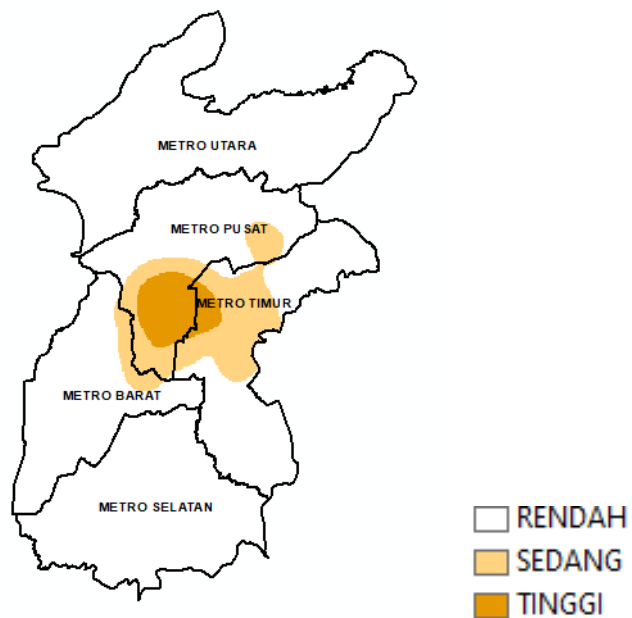 METRO UTARA
METRO PUSAT
METRO TIMUR
METRO BARAT
METRO SELATAN
RENDAH
SEDANG
TINGGI